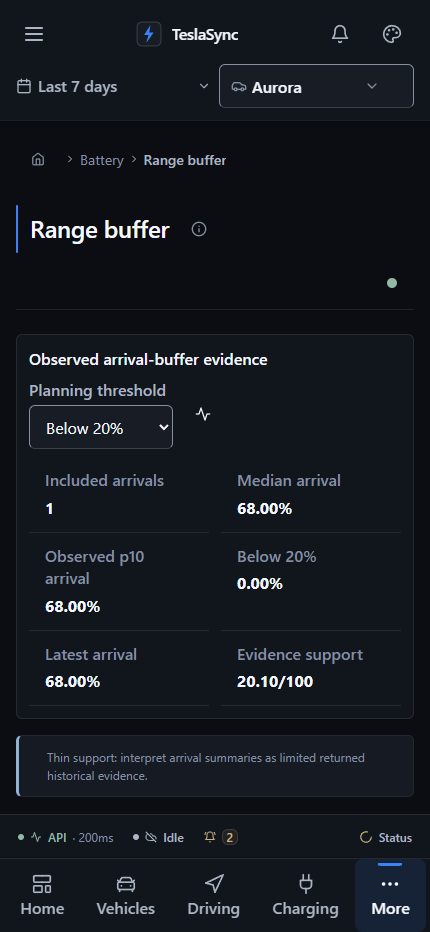 TeslaSync
Last 7 days
Aurora
Battery
Range buffer
Range buffer
Observed arrival-buffer evidence
Planning threshold
Below 20%
Included arrivals
1
Median arrival
68.00%
Observed p10
arrival
68.00%
Below 20%
0.00%
Latest arrival
68.00%
Evidence support
20.10/100
Thin support: interpret arrival summaries as limited returned
historical evidence.
API · 200ms
Idle
2
Status
Home
Vehicles
Driving
Charging
More